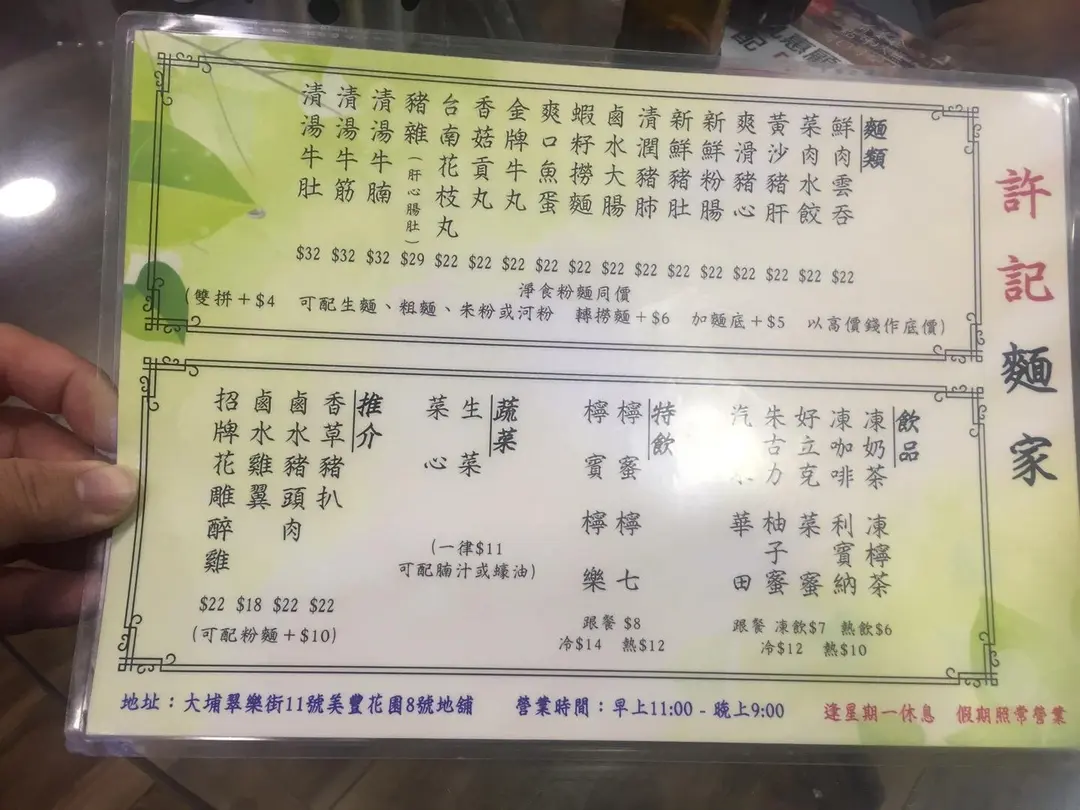 許記麵家
麵類
鮮肉雲吞
菜肉水餃
黃沙豬肝
爽滑豬心
新鮮粉腸
新鮮豬肚
清潤豬肺
鹵水大腸
蝦籽撈麵
爽口魚蛋
金牌牛丸
香菇貢丸
台南花枝丸
豬雜(肝心腸肚)
清湯牛腩
清湯牛筋
清湯牛肚
$32 $32 $32 $29 $22 $22 $22 $22 $22 $22 $22 $22 $22 $22 $22 $22 $22
淨食粉麵同價
(雙拼+$4 可配生麵、粗麵、米粉或河粉 轉撈麵+$6 加麵底+$5 以高價錢作底價)
飲品
凍奶茶 凍檸茶
凍咖啡 利賓納
好立克 菜蜜
朱古力 柚子蜜
汽水 華田
跟餐 凍飲$7 熱飲$6
冷$12 熱$10
特飲
檸蜜 檸七
檸賓 檸樂
跟餐 $8
冷$14 熱$12
蔬菜
生菜
菜心
(一律$11
可配腩汁或蠔油)
推介
香草豬扒
鹵水豬頭肉
鹵水雞翼
招牌花雕醉雞
$22 $18 $22 $22
(可配粉麵+$10)
地址：大埔翠樂街11號美豐花園8號地舖 營業時間：早上11:00 - 晚上9:00 逢星期一休息 假期照常營業